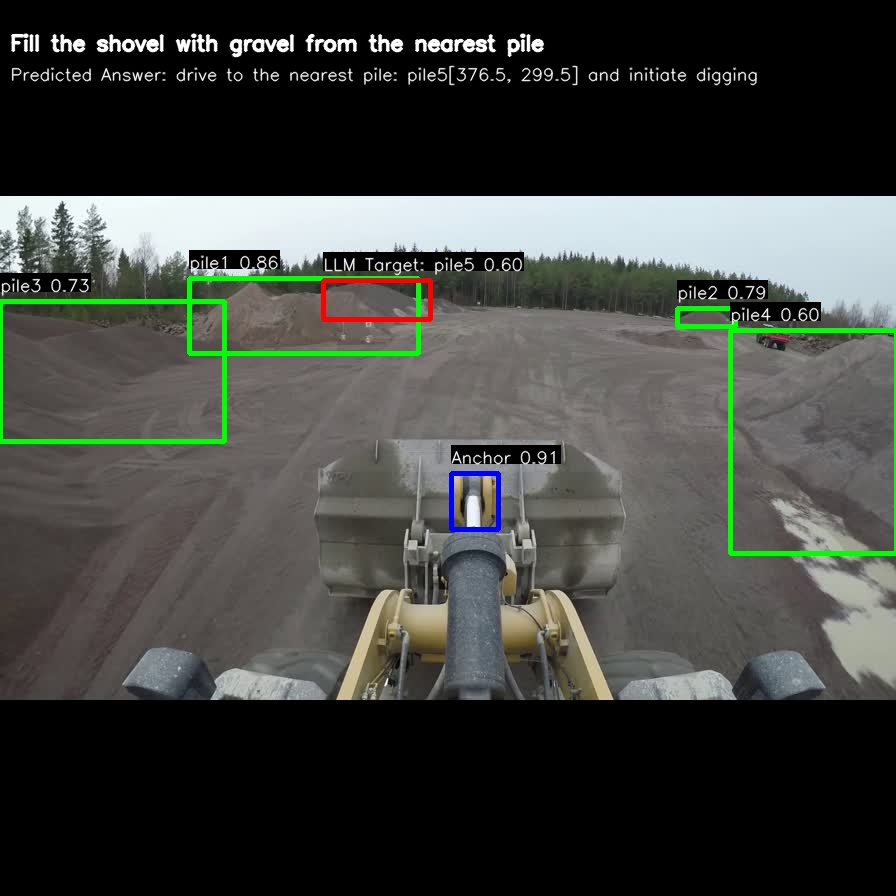 Fill the shovel with gravel from the nearest pile
Predicted Answer: drive to the nearest pile: pile5[376.5, 299.5] and initiate digging
pile1 0.86
LLM Target: pile5 0.60
pile3 0.73
pile2 0.79
pile4 0.60
Anchor 0.91